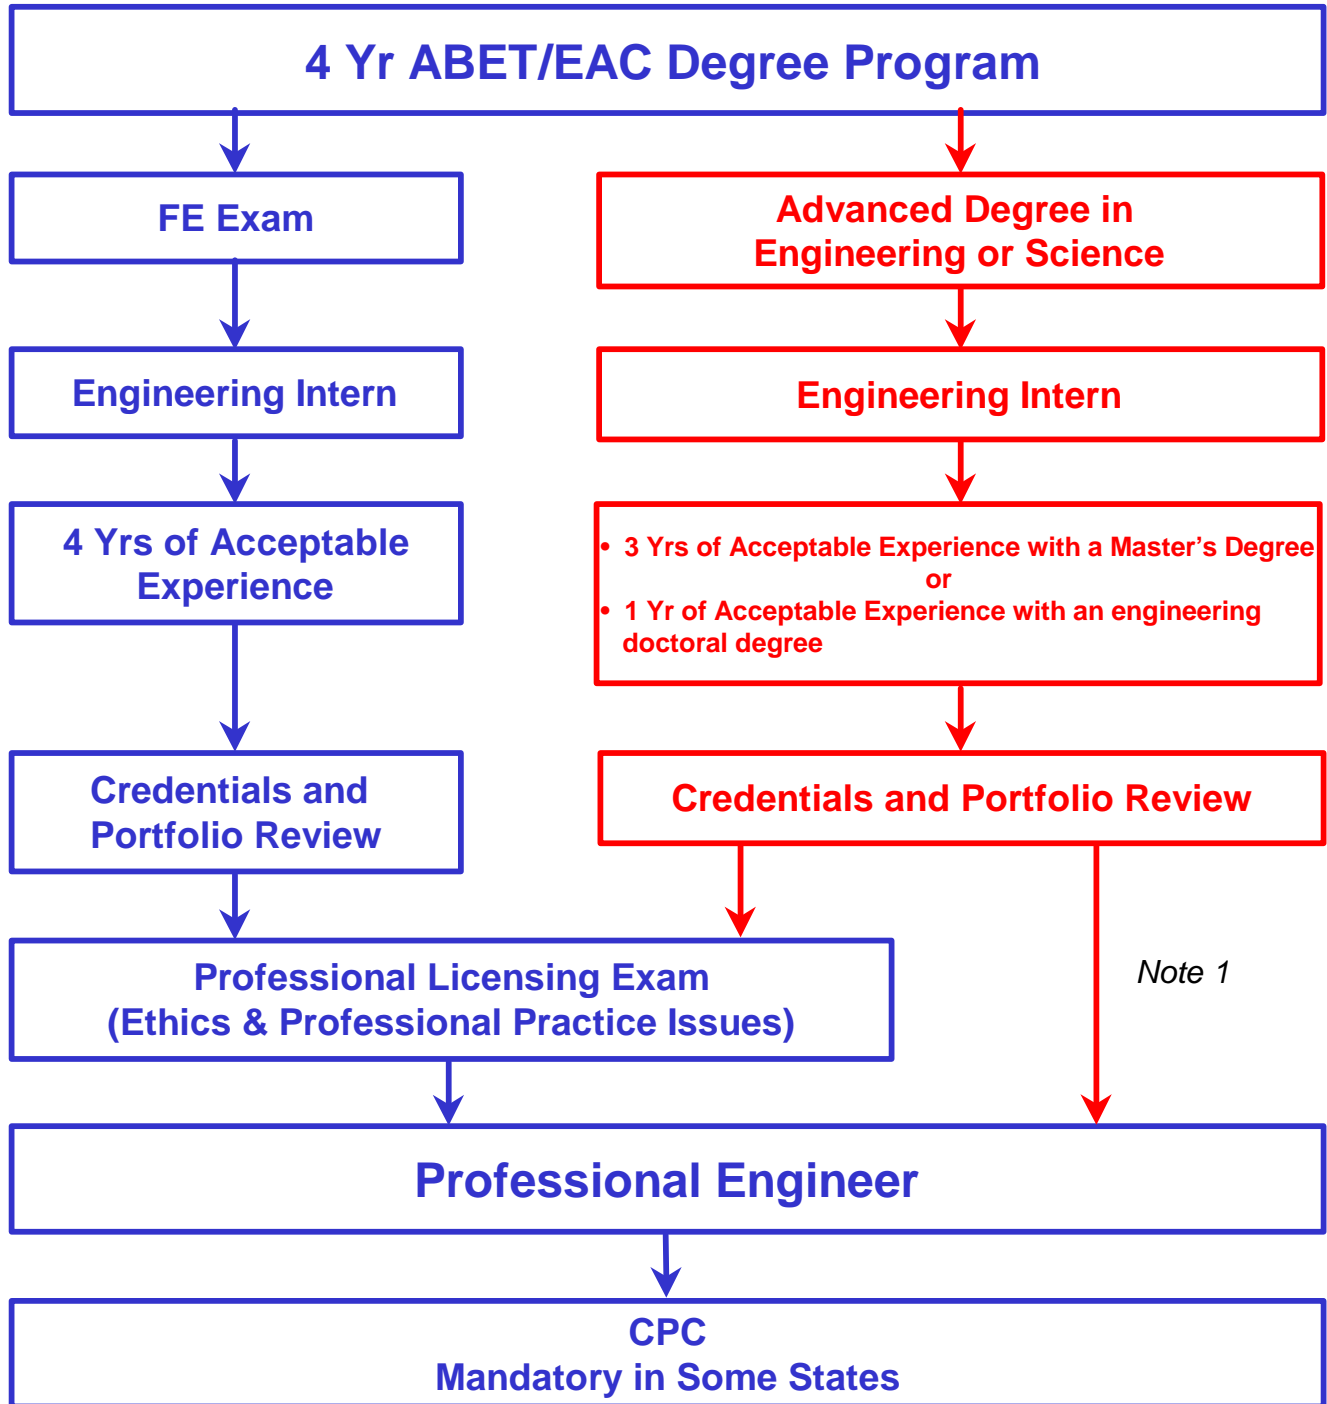 4 Yr ABET/EAC Degree Program
FE Exam
Advanced Degree in
Engineering or Science
Engineering Intern
Engineering Intern
4 Yrs of Acceptable
Experience
• 3 Yrs of Acceptable Experience with a Master’s Degree
or
• 1 Yr of Acceptable Experience with an engineering
doctoral degree
Credentials and
Portfolio Review
Credentials and Portfolio Review
Professional Licensing Exam
(Ethics & Professional Practice Issues)
Note 1
Professional Engineer
CPC
Mandatory in Some States